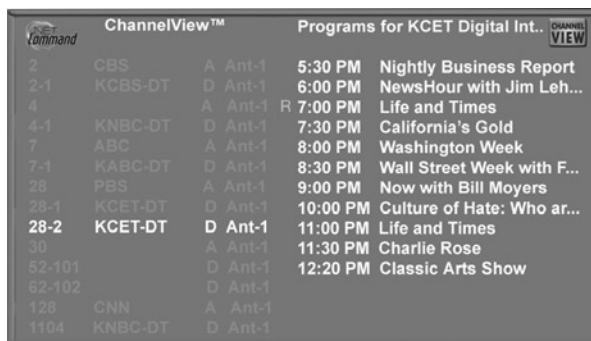 NET Command
ChannelView™
Programs for KCET Digital Int..
CHANNEL VIEW
2 CBS A Ant-1
2-1 KCBS-DT D Ant-1
4 A Ant-1
4-1 KNBC-DT D Ant-1
7 ABC A Ant-1
7-1 KABC-DT D Ant-1
28 PBS A Ant-1
28-1 KCET-DT D Ant-1
28-2 KCET-DT D Ant-1
30 A Ant-1
52-101 D Ant-1
62-102 D Ant-1
128 CNN A Ant-1
1104 KNBC-DT D Ant-1
5:30 PM Nightly Business Report
6:00 PM NewsHour with Jim Leh...
R 7:00 PM Life and Times
7:30 PM California's Gold
8:00 PM Washington Week
8:30 PM Wall Street Week with F...
9:00 PM Now with Bill Moyers
10:00 PM Culture of Hate: Who ar...
11:00 PM Life and Times
11:30 PM Charlie Rose
12:20 PM Classic Arts Show